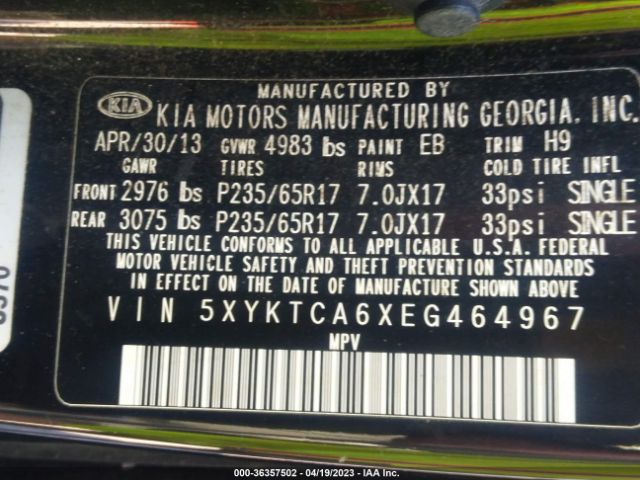 MANUFACTURED BY
KIA KIA MOTORS MANUFACTURING GEORGIA, INC.
APR/30/13 GVWR 4983 lbs PAINT EB TRIM H9
GAWR TIRES RIMS COLD TIRE INFL
FRONT 2976 lbs P235/65R17 7.0JX17 33psi SINGLE
REAR 3075 lbs P235/65R17 7.0JX17 33psi SINGLE
THIS VEHICLE CONFORMS TO ALL APPLICABLE U.S.A. FEDERAL
MOTOR VEHICLE SAFETY AND THEFT PREVENTION STANDARDS
IN EFFECT ON THE DATE OF MANUFACTURE SHOWN ABOVE
VIN 5XYKTCA6XEG464967
MPV
000-36357502 - 04/19/2023 - IAA Inc.